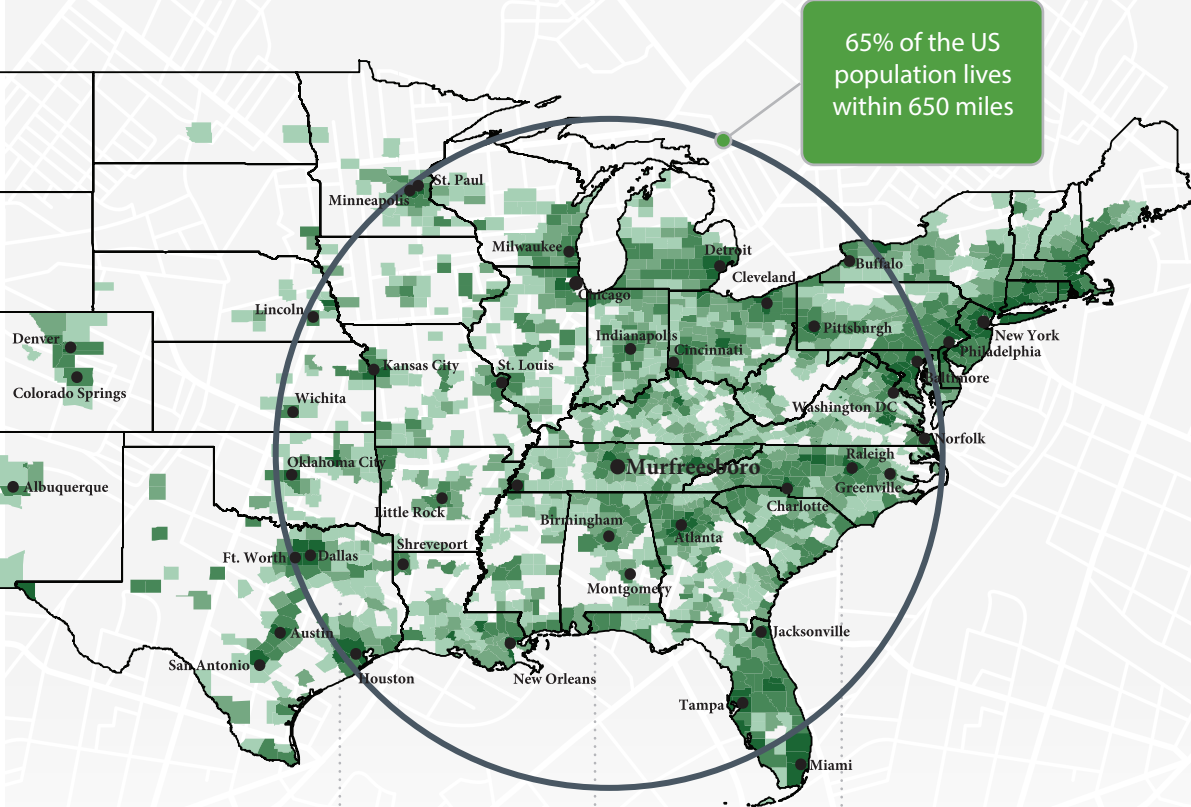 65% of the US
population lives
within 650 miles
St. Paul
Minneapolis
Milwaukee
Detroit
Buffalo
Cleveland
Chicago
Lincoln
Denver
Indianapolis
Pittsburgh
New York
Philadelphia
Cincinnati
Kansas City
St. Louis
Baltimore
Colorado Springs
Wichita
Washington DC
Norfolk
Oklahoma City
Murfreesboro
Raleigh
Albuquerque
Greenville
Little Rock
Charlotte
Birmingham
Atlanta
Shreveport
Ft. Worth
Dallas
Montgomery
Austin
Jacksonville
San Antonio
Houston
New Orleans
Tampa
Miami